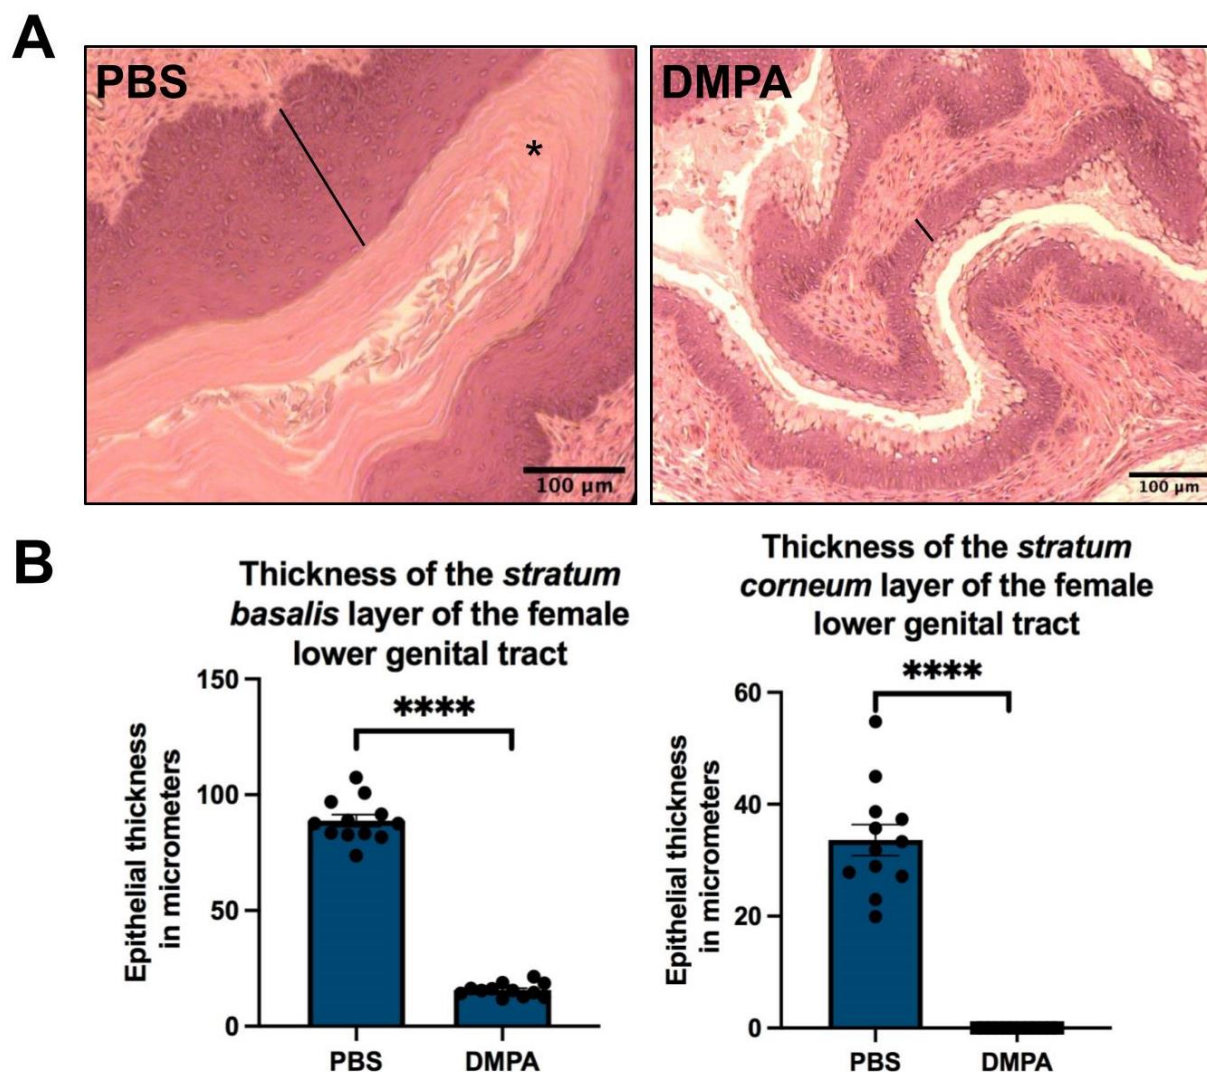 A
PBS
*
100 µm
DMPA
100 µm
B
Thickness of the stratum
basalis layer of the female
lower genital tract
Epithelial thickness
in micrometers
150
100
50
0
****
PBS
DMPA
Thickness of the stratum
corneum layer of the female
lower genital tract
Epithelial thickness
in micrometers
60
40
20
0
****
PBS
DMPA